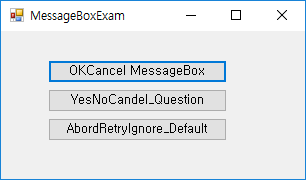 MessageBoxExam
OKCancel MessageBox
YesNoCandel_Question
AbordRetryIgnore_Default